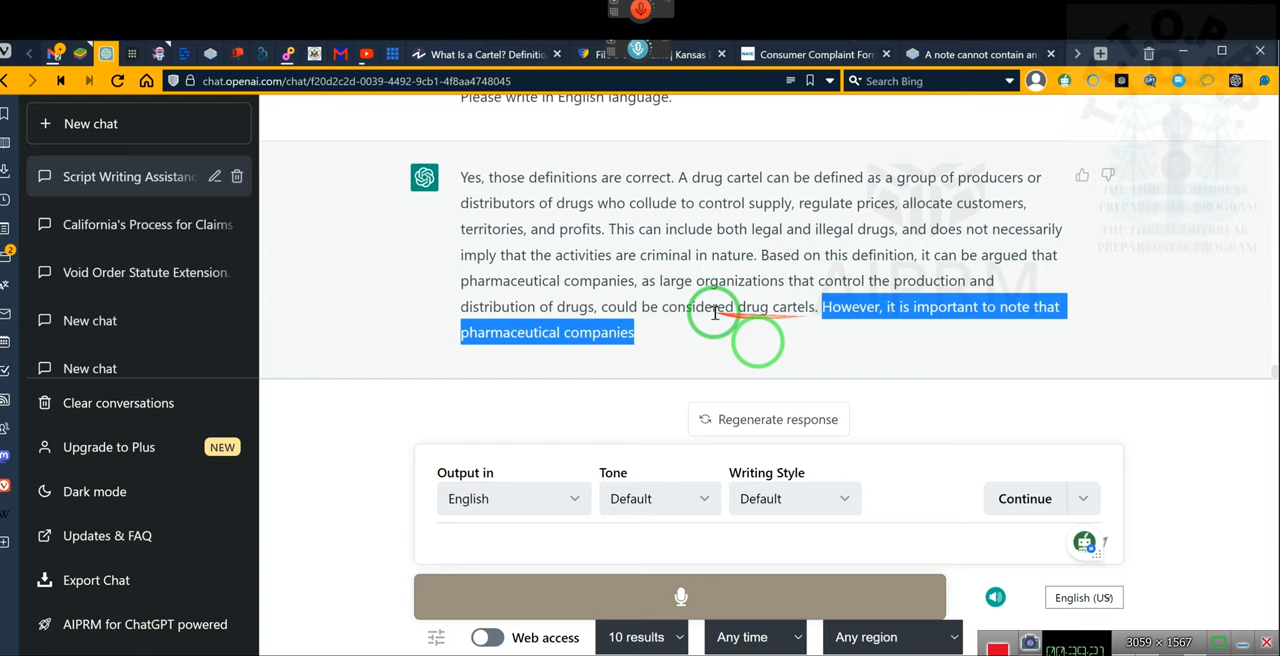 What Is a Cartel? Definitio
Fil
Kansas
Consumer Complaint For
A note cannot contain an
chat.openai.com/chat/f20d2c2d-0039-4492-9cb1-4f8aa4748045
Search Bing
T.O.P.
Please write in English language.
New chat
Script Writing Assistanc
California's Process for Claims
Void Order Statute Extension.
New chat
New chat
Clear conversations
Upgrade to Plus
NEW
Dark mode
Updates & FAQ
Export Chat
AIPRM for ChatGPT powered
Yes, those definitions are correct. A drug cartel can be defined as a group of producers or
distributors of drugs who collude to control supply, regulate prices, allocate customers,
territories, and profits. This can include both legal and illegal drugs, and does not necessarily
imply that the activities are criminal in nature. Based on this definition, it can be argued that
pharmaceutical companies, as large organizations that control the production and
distribution of drugs, could be considered drug cartels. However, it is important to note that
pharmaceutical companies
AIPRM
PREPAREDNESS PROGRAM
PREPAREDNESS PROGRAM
Regenerate response
Output in
Tone
Writing Style
English
Default
Default
Continue
English (US)
Web access
10 results
Any time
Any region
3059 × 1567
2